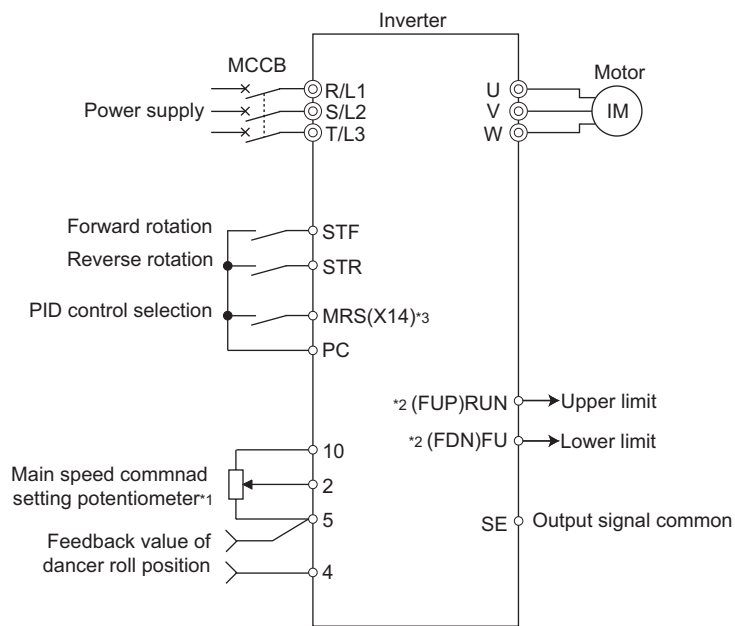 Inverter
MCCB
Power supply
R/L1
S/L2
T/L3
U
V
W
Motor
IM
Forward rotation
STF
Reverse rotation
STR
PID control selection
MRS(X14)*3
PC
*2 (FUP)RUN
Upper limit
*2 (FDN)FU
Lower limit
10
Main speed commnad
setting potentiometer*1
2
5
SE
Output signal common
Feedback value of
dancer roll position
4